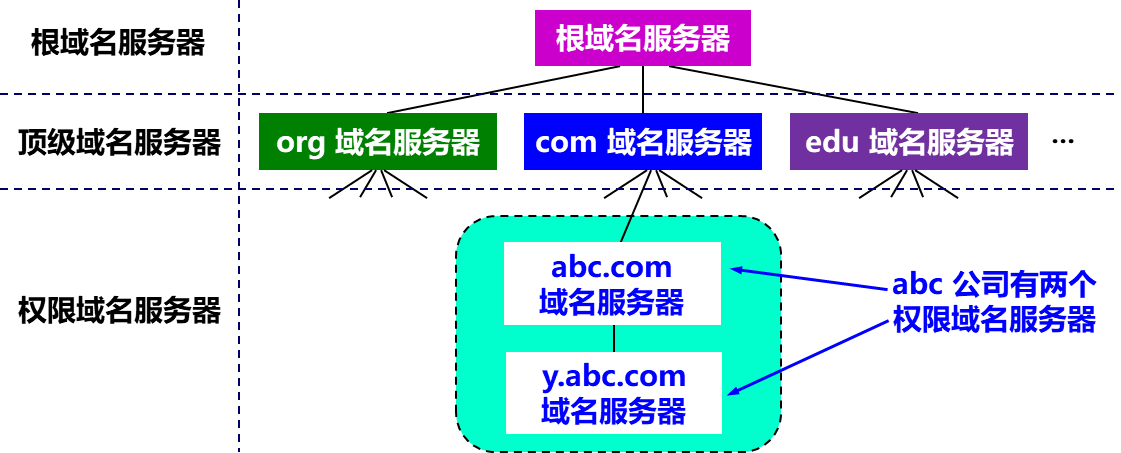 根域名服务器
根域名服务器
顶级域名服务器
org 域名服务器
com 域名服务器
edu 域名服务器
...
权限域名服务器
abc.com
域名服务器
y.abc.com
域名服务器
abc 公司有两个
权限域名服务器